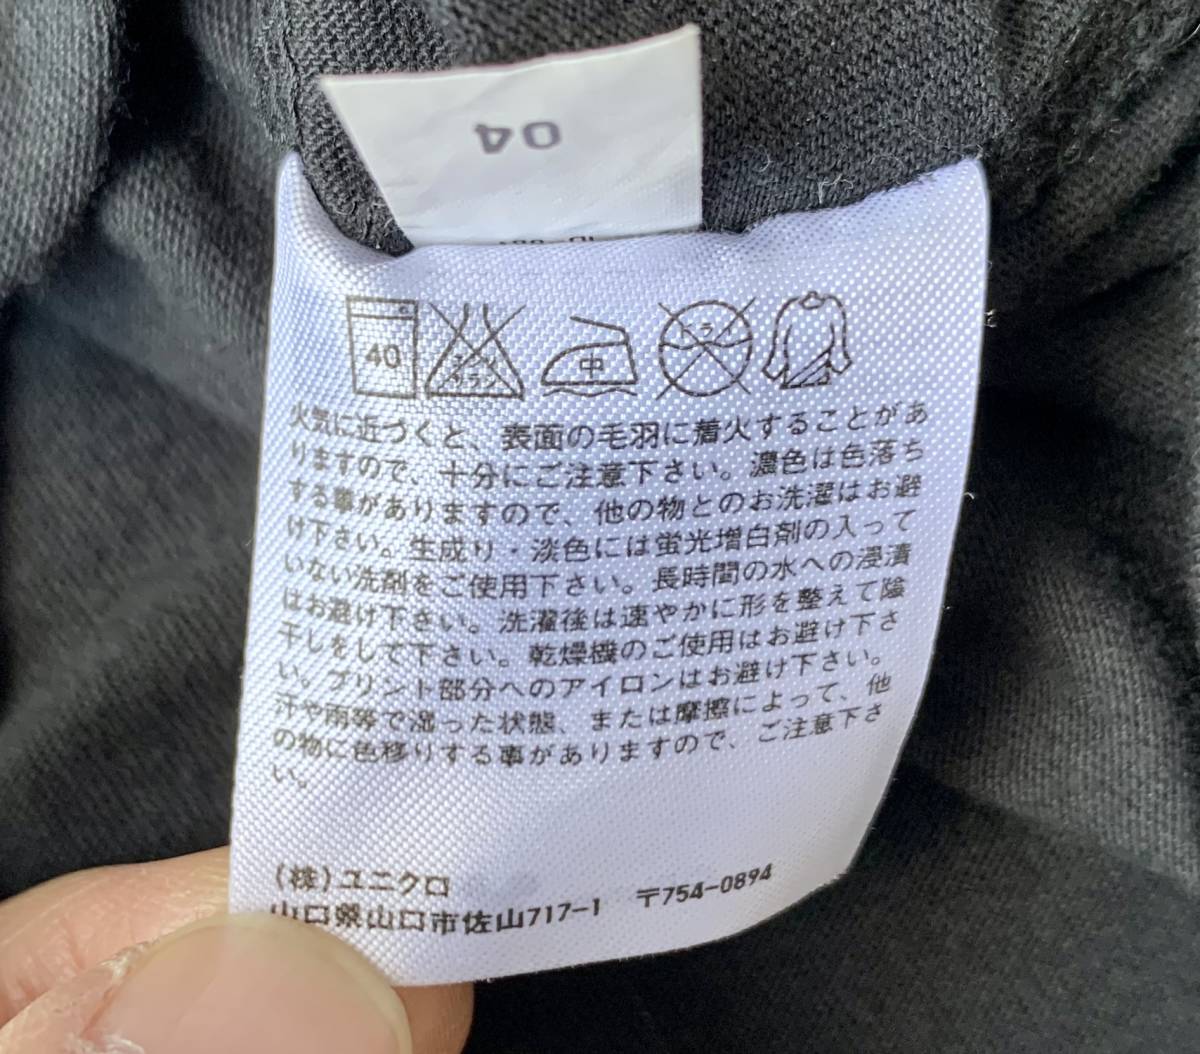 04
40
エンソ
サラシ
中
ドライ
火気に近づくと、表面の毛羽に着火することがあ
りますので、十分にご注意下さい。濃色は色落ち
する事がありますので、他の物とのお洗濯はお避
け下さい。生成り・淡色には蛍光増白剤の入って
いない洗剤をご使用下さい。長時間の水への浸漬
はお避け下さい。洗濯後は速やかに形を整えて陰
干しをして下さい。乾燥機のご使用はお避け下さ
い。プリント部分へのアイロンはお避け下さい。
汗や雨等で湿った状態、または摩擦によって、他
の物に色移りする事がありますので、ご注意下さ
い。
(株)ユニクロ
山口県山口市佐山717-1 〒754-0894